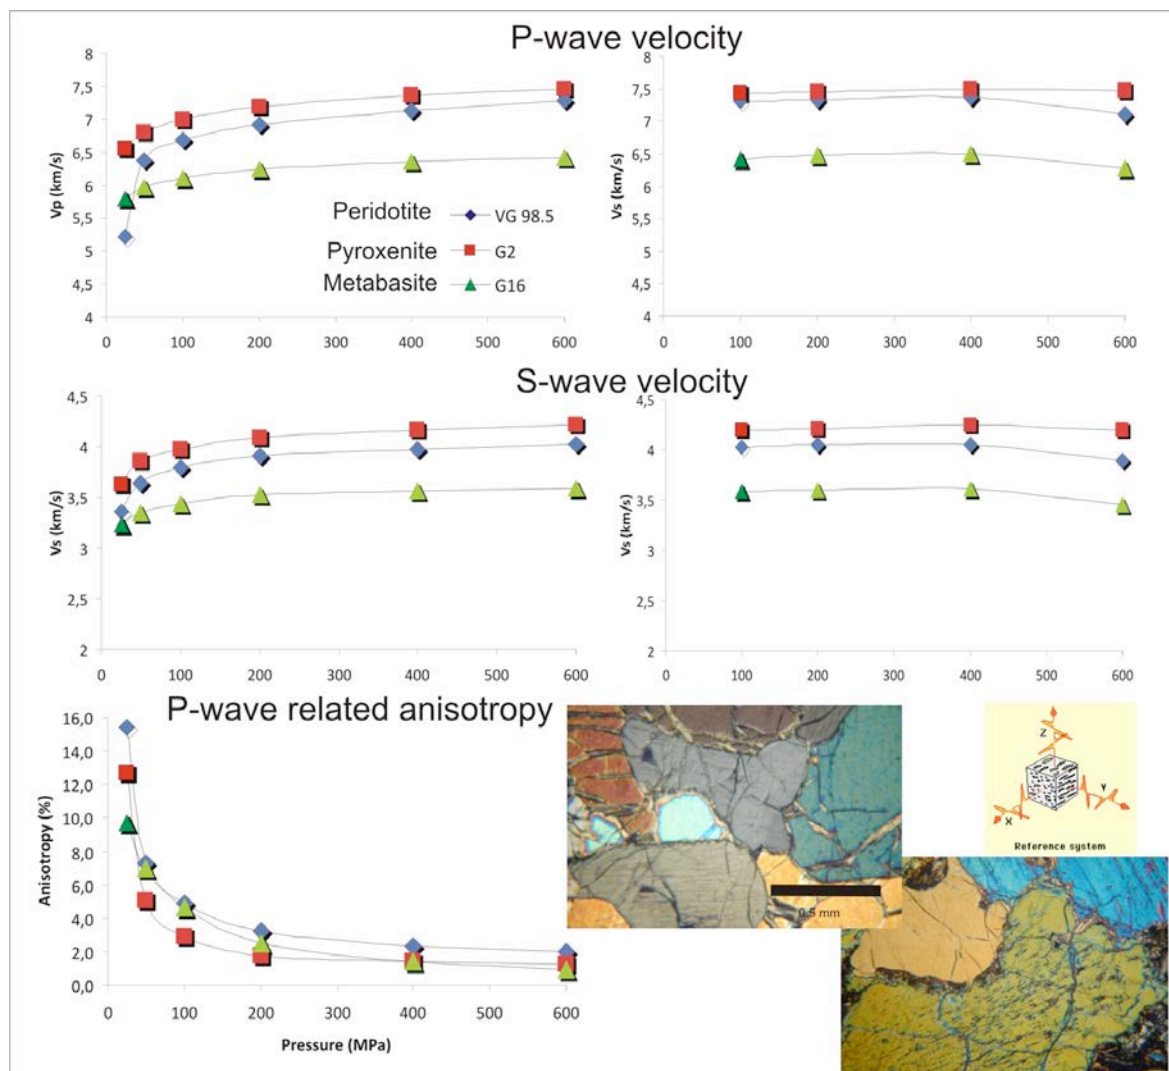 P-wave velocity
8
7,5
7
6,5
6
5,5
5
4,5
4
Vp (km/s)
0 100 200 300 400 500 600
Peridotite VG 98.5
Pyroxenite G2
Metabasite G16
8
7,5
7
6,5
6
5,5
5
4,5
4
Vs (km/s)
0 100 200 300 400 500 600
S-wave velocity
4,5
4
3,5
3
2,5
2
Vs (km/s)
0 100 200 300 400 500 600
4,5
4
3,5
3
2,5
2
Vs (km/s)
0 100 200 300 400 500 600
P-wave related anisotropy
16,0
14,0
12,0
10,0
8,0
6,0
4,0
2,0
0,0
Anisotropy (%)
0 100 200 300 400 500 600
Pressure (MPa)
0.5 mm
Z
Y
X
Reference system